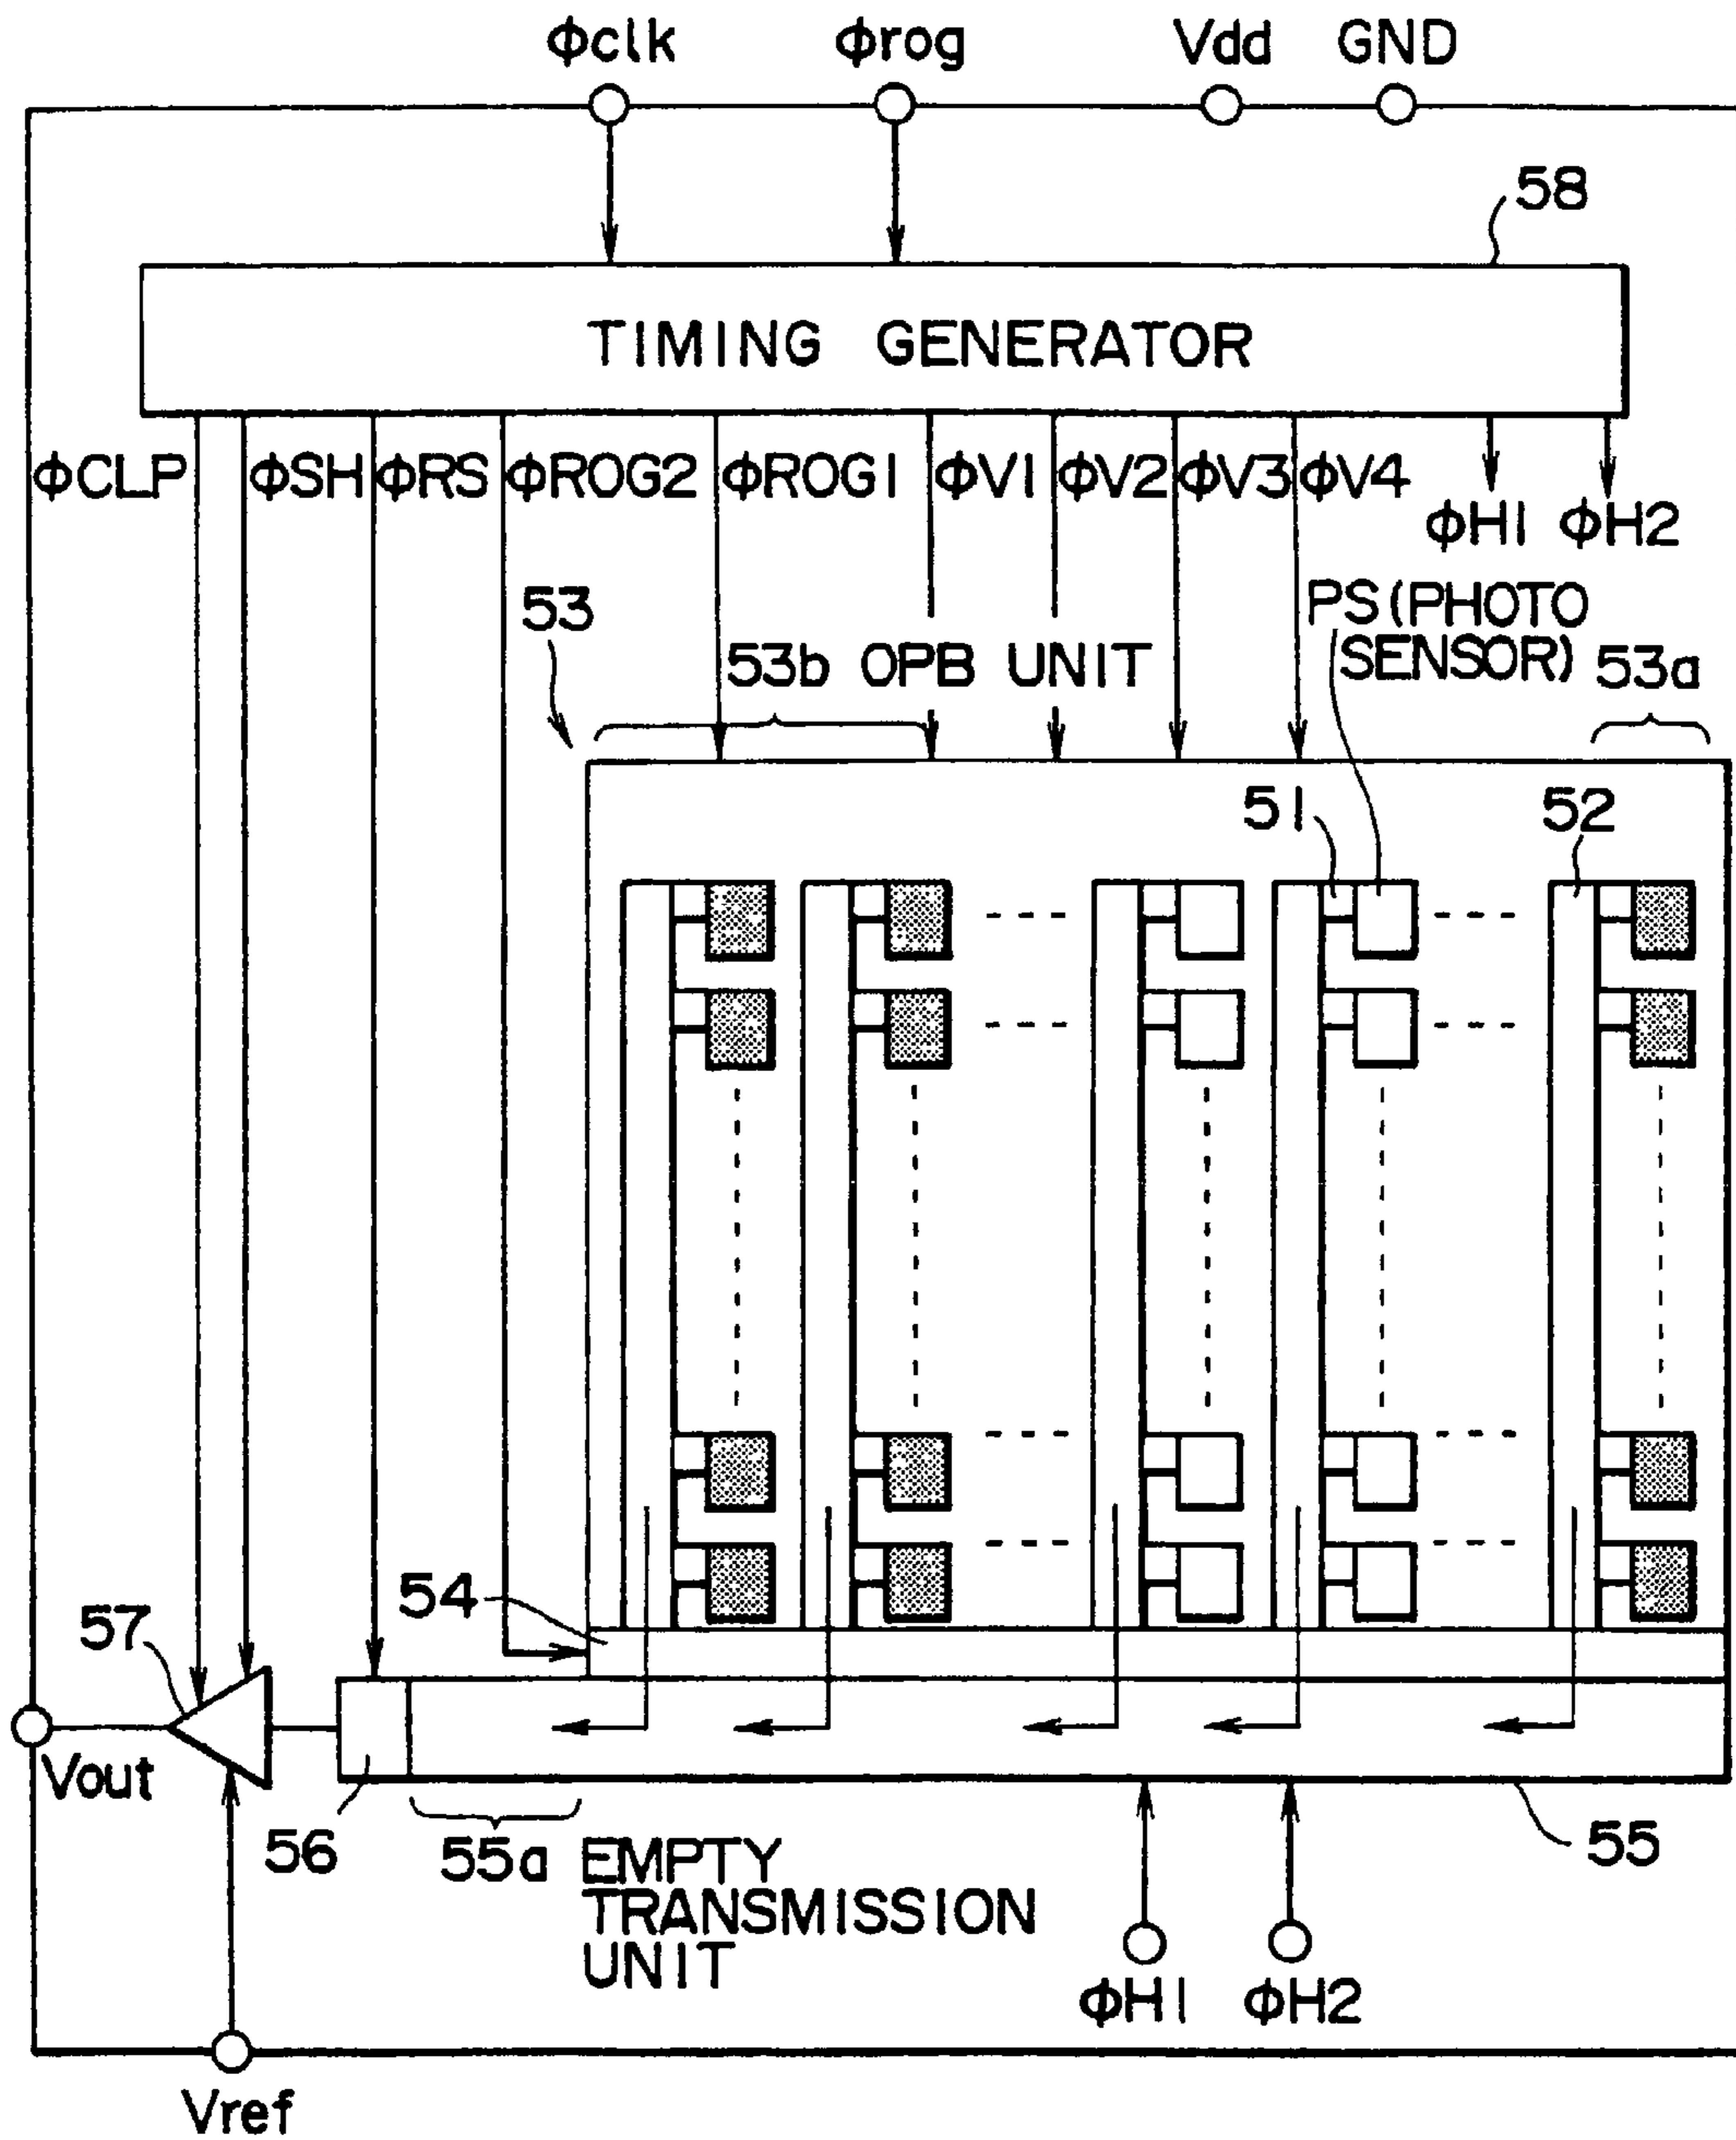 ϕclk ϕrog Vdd GND
58
TIMING GENERATOR
ϕCLP ϕSH ϕRS ϕROG2 ϕROG1 ϕV1 ϕV2 ϕV3 ϕV4
ϕH1 ϕH2
53
PS(PHOTO
SENSOR)
53b OPB UNIT
53a
51
52
54
57
Vout
56
55a EMPTY
TRANSMISSION
UNIT
55
ϕH1 ϕH2
Vref